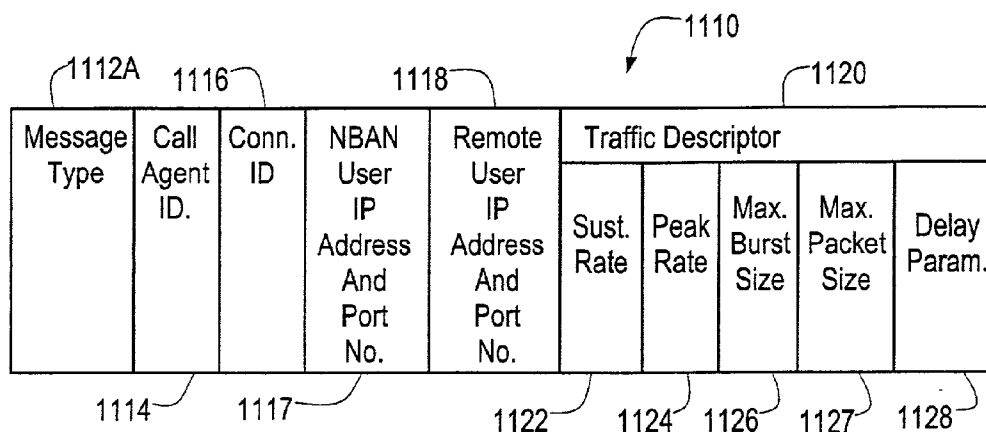 1110
1112A
1116
1118
1120
Message
Type
Call
Agent
ID.
Conn.
ID
NBAN
User
IP
Address
And
Port
No.
Remote
User
IP
Address
And
Port
No.
Traffic Descriptor
Sust.
Rate
Peak
Rate
Max.
Burst
Size
Max.
Packet
Size
Delay
Param.
1114
1117
1122
1124
1126
1127
1128